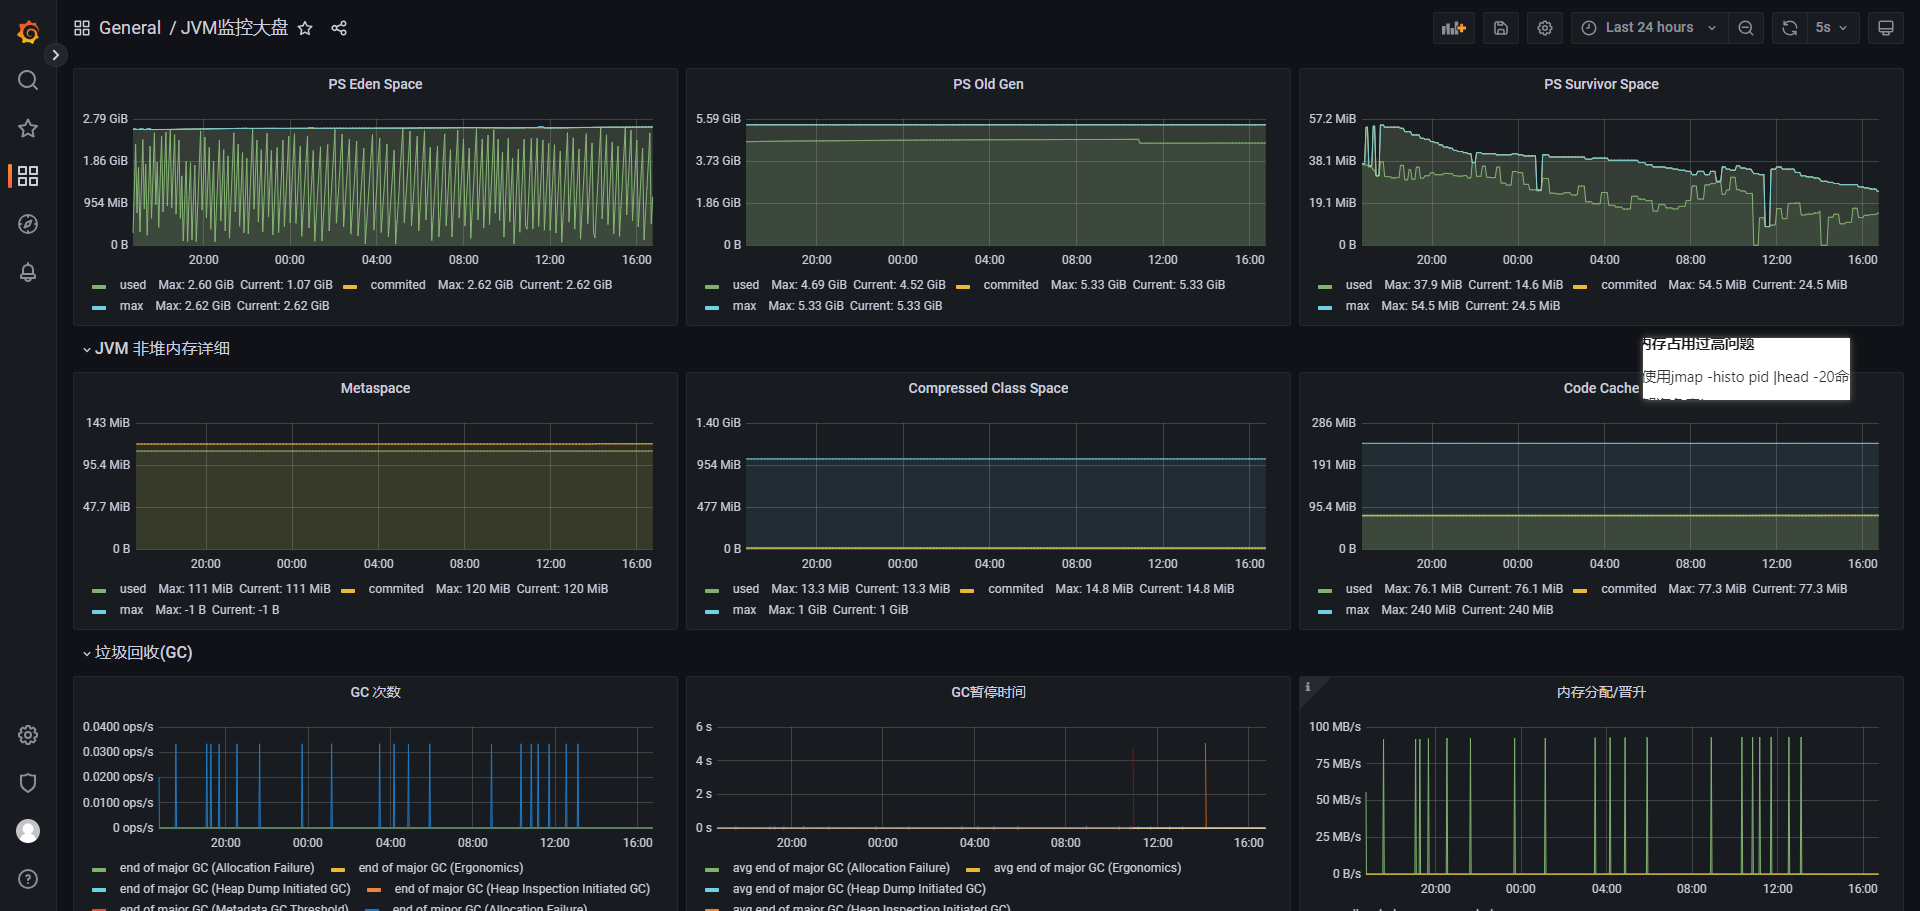 General / JVM监控大盘
Last 24 hours
5s
PS Eden Space
2.79 GiB
1.86 GiB
954 MiB
0 B
20:00 00:00 04:00 08:00 12:00 16:00
used Max: 2.60 GiB Current: 1.07 GiB commited Max: 2.62 GiB Current: 2.62 GiB
max Max: 2.62 GiB Current: 2.62 GiB
PS Old Gen
5.59 GiB
3.73 GiB
1.86 GiB
0 B
20:00 00:00 04:00 08:00 12:00 16:00
used Max: 4.69 GiB Current: 4.52 GiB commited Max: 5.33 GiB Current: 5.33 GiB
max Max: 5.33 GiB Current: 5.33 GiB
PS Survivor Space
57.2 MiB
38.1 MiB
19.1 MiB
0 B
20:00 00:00 04:00 08:00 12:00 16:00
used Max: 37.9 MiB Current: 14.6 MiB commited Max: 54.5 MiB Current: 24.5 MiB
max Max: 54.5 MiB Current: 24.5 MiB
JVM 非堆内存详细
内存占用过高问题
使用jmap -histo pid |head -20命
Metaspace
143 MiB
95.4 MiB
47.7 MiB
0 B
20:00 00:00 04:00 08:00 12:00 16:00
used Max: 111 MiB Current: 111 MiB commited Max: 120 MiB Current: 120 MiB
max Max: -1 B Current: -1 B
Compressed Class Space
1.40 GiB
954 MiB
477 MiB
0 B
20:00 00:00 04:00 08:00 12:00 16:00
used Max: 13.3 MiB Current: 13.3 MiB commited Max: 14.8 MiB Current: 14.8 MiB
max Max: 1 GiB Current: 1 GiB
Code Cache
286 MiB
191 MiB
95.4 MiB
0 B
20:00 00:00 04:00 08:00 12:00 16:00
used Max: 76.1 MiB Current: 76.1 MiB commited Max: 77.3 MiB Current: 77.3 MiB
max Max: 240 MiB Current: 240 MiB
垃圾回收(GC)
GC 次数
0.0400 ops/s
0.0300 ops/s
0.0200 ops/s
0.0100 ops/s
0 ops/s
20:00 00:00 04:00 08:00 12:00 16:00
end of major GC (Allocation Failure) end of major GC (Ergonomics)
end of major GC (Heap Dump Initiated GC) end of major GC (Heap Inspection Initiated GC)
end of major GC (Metadata GC Threshold) end of minor GC (Allocation Failure)
GC暂停时间
6 s
4 s
2 s
0 s
20:00 00:00 04:00 08:00 12:00 16:00
avg end of major GC (Allocation Failure) avg end of major GC (Ergonomics)
avg end of major GC (Heap Dump Initiated GC)
avg end of major GC (Heap Inspection Initiated GC)
内存分配/晋升
100 MB/s
75 MB/s
50 MB/s
25 MB/s
0 B/s
20:00 00:00 04:00 08:00 12:00 16:00